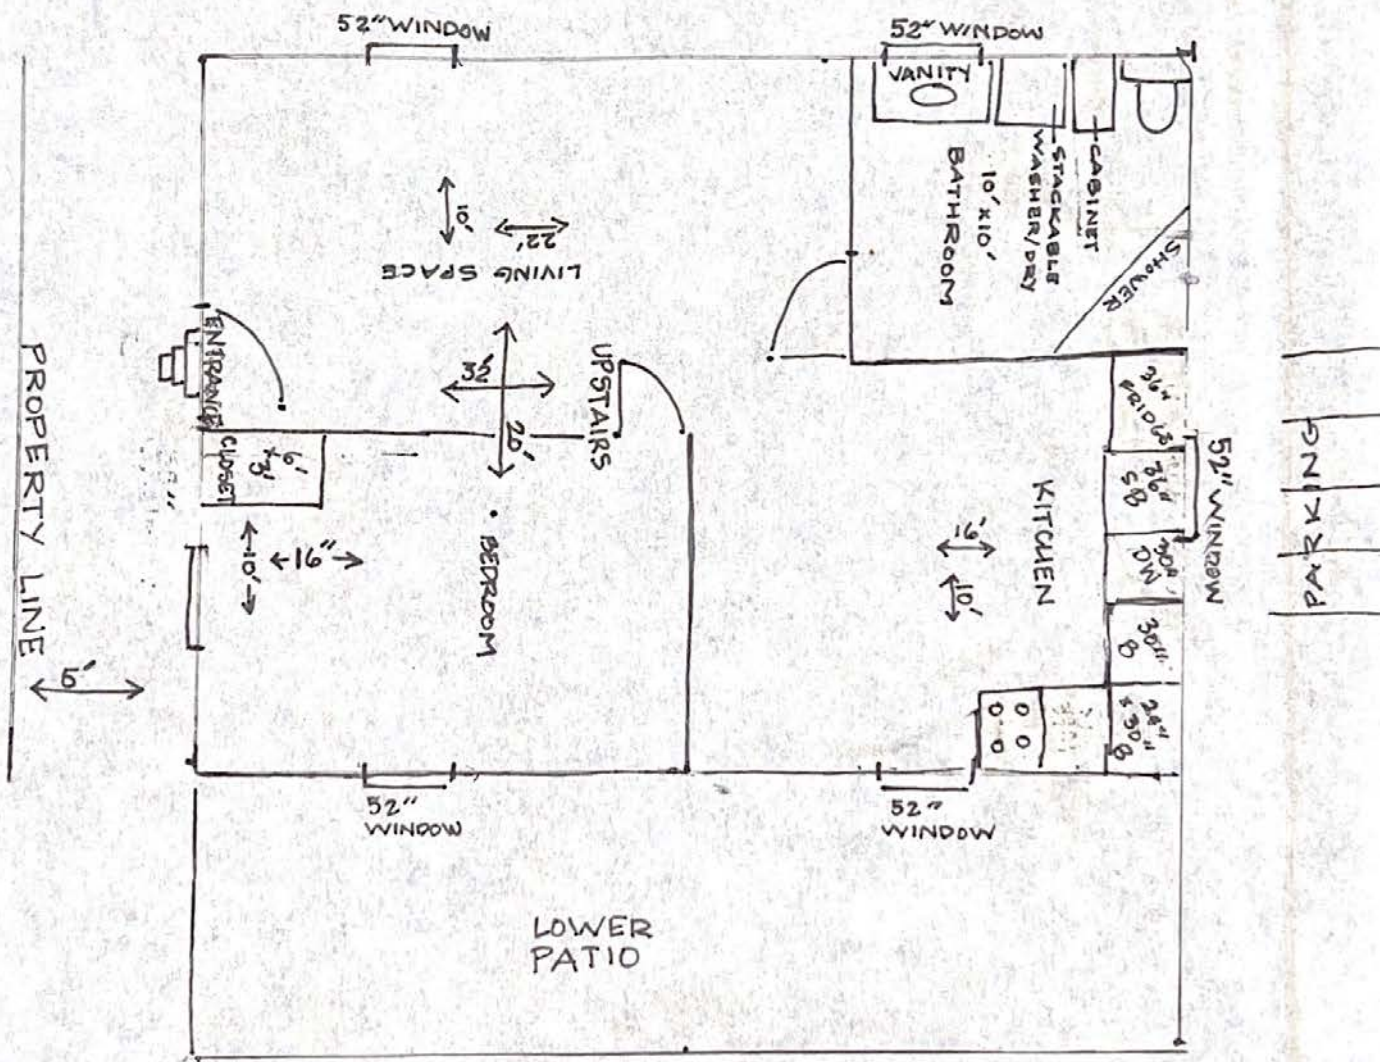 52" WINDOW
52" WINDOW
VANITY
CABINET
STACKABLE
WASHER/DRY
10' x 10'
BATHROOM
SHOWER
10'
22'
LIVING SPACE
ENTRANCE
32'
20'
UPSTAIRS
CLOSET
6'
x 3'
10'
16"
BEDROOM
PROPERTY LINE
5'
KITCHEN
16'
10'
36"
FRIDGE
36"
SB
30"
DW
30"
B
24"
x 30"
B
52" WINDOW
PARKING
52"
WINDOW
52"
WINDOW
LOWER
PATIO